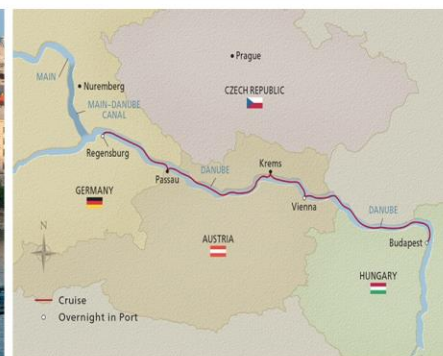 Prague
MAIN
Nuremberg
CZECH REPUBLIC
MAIN–DANUBE
CANAL
Regensburg
Krems
Passau
DANUBE
GERMANY
Vienna
DANUBE
N
AUSTRIA
Budapest
HUNGARY
Cruise
Overnight in Port